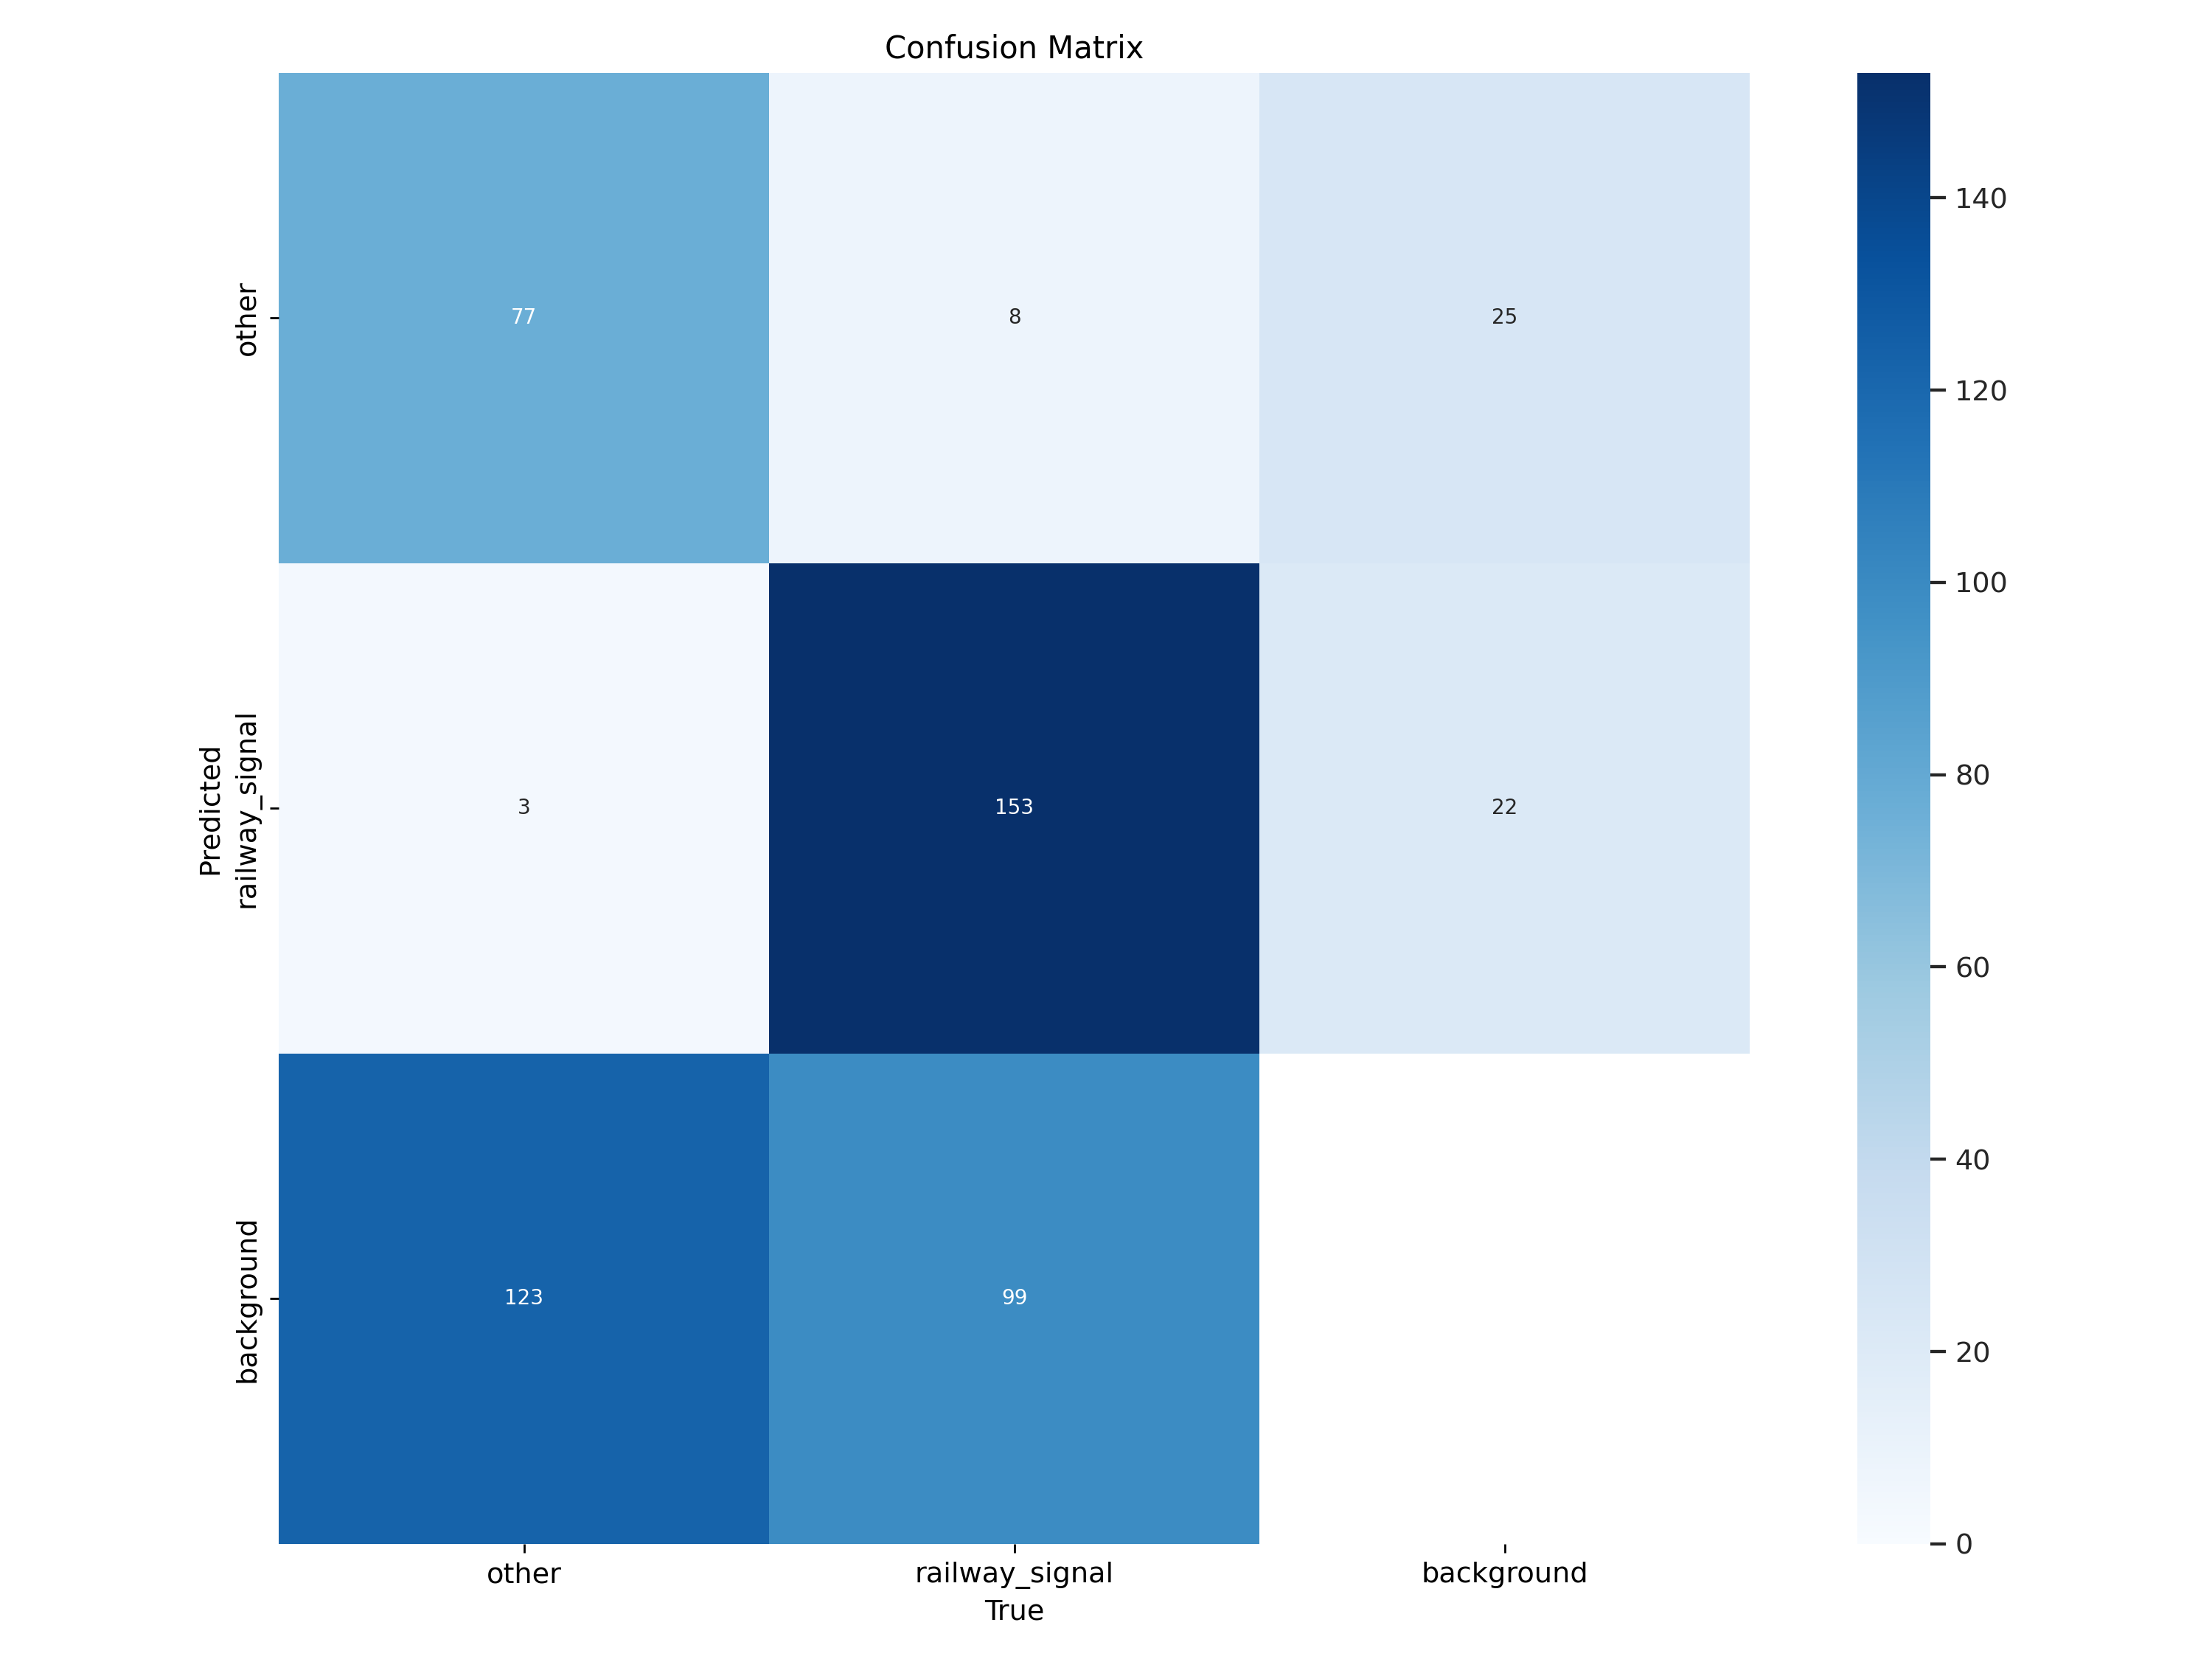 Confusion Matrix
other
77
8
25
140
120
100
80
60
40
20
0
Predicted
railway_signal
3
153
22
background
123
99
other
railway_signal
background
True